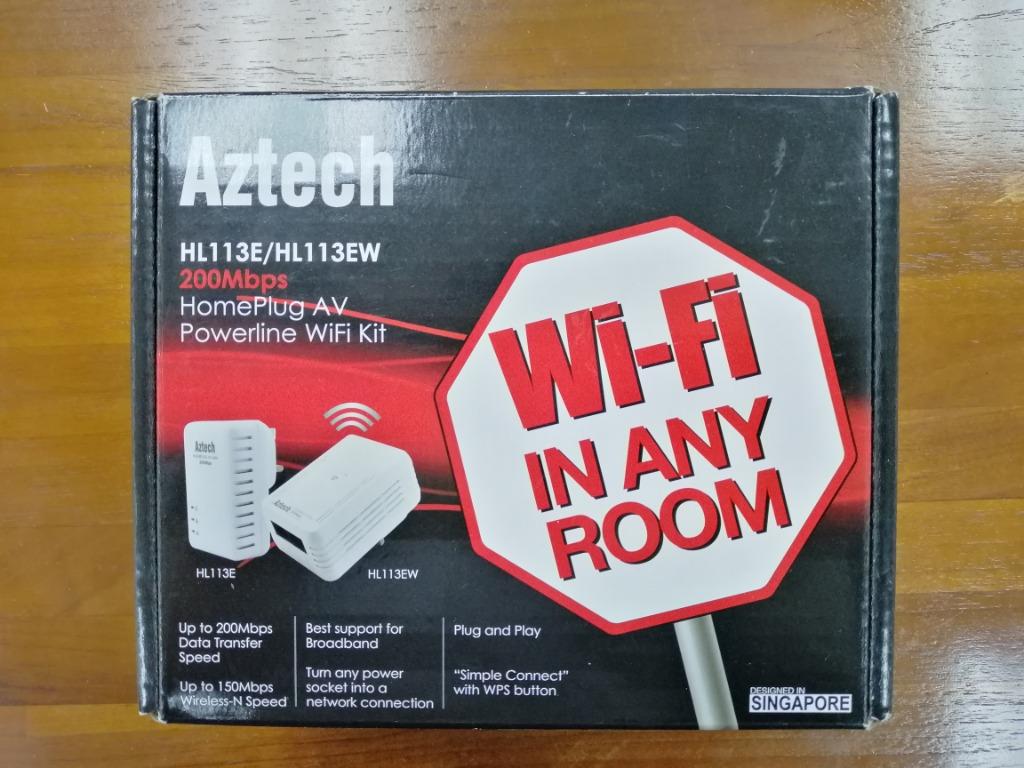 Aztech
HL113E/HL113EW
200Mbps
HomePlug AV
Powerline WiFi Kit
Wi-Fi
IN ANY
ROOM
Aztech
Aztech
HL113E
HL113EW
Up to 200Mbps
Data Transfer
Speed
Up to 150Mbps
Wireless-N Speed
Best support for
Broadband
Turn any power
socket into a
network connection
Plug and Play
“Simple Connect”
with WPS button
DESIGNED IN
SINGAPORE